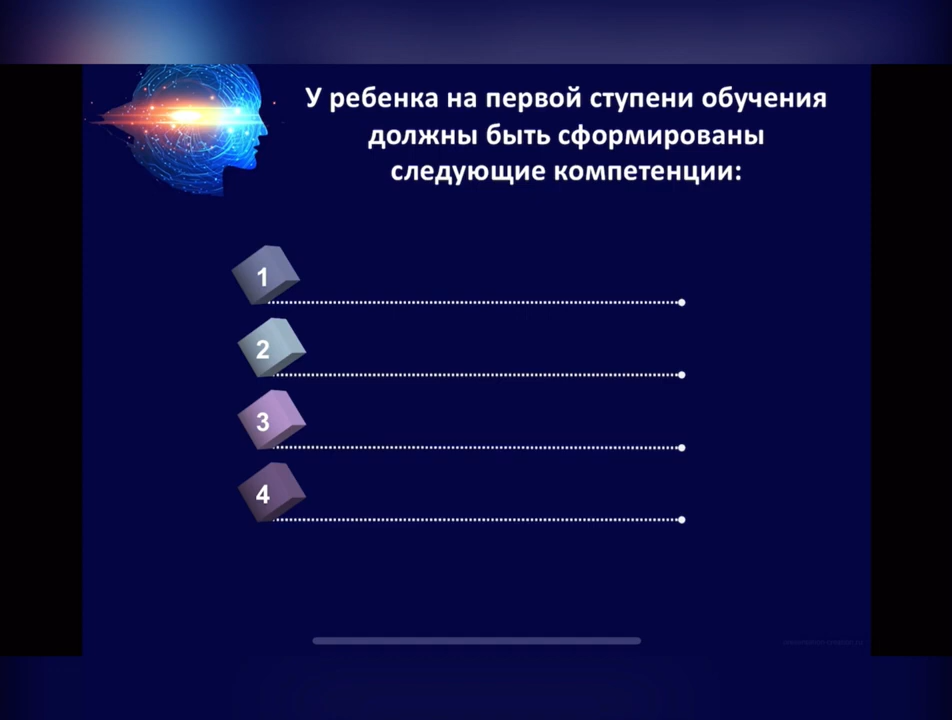 У ребенка на первой ступени обучения
должны быть сформированы
следующие компетенции:
1
2
3
4